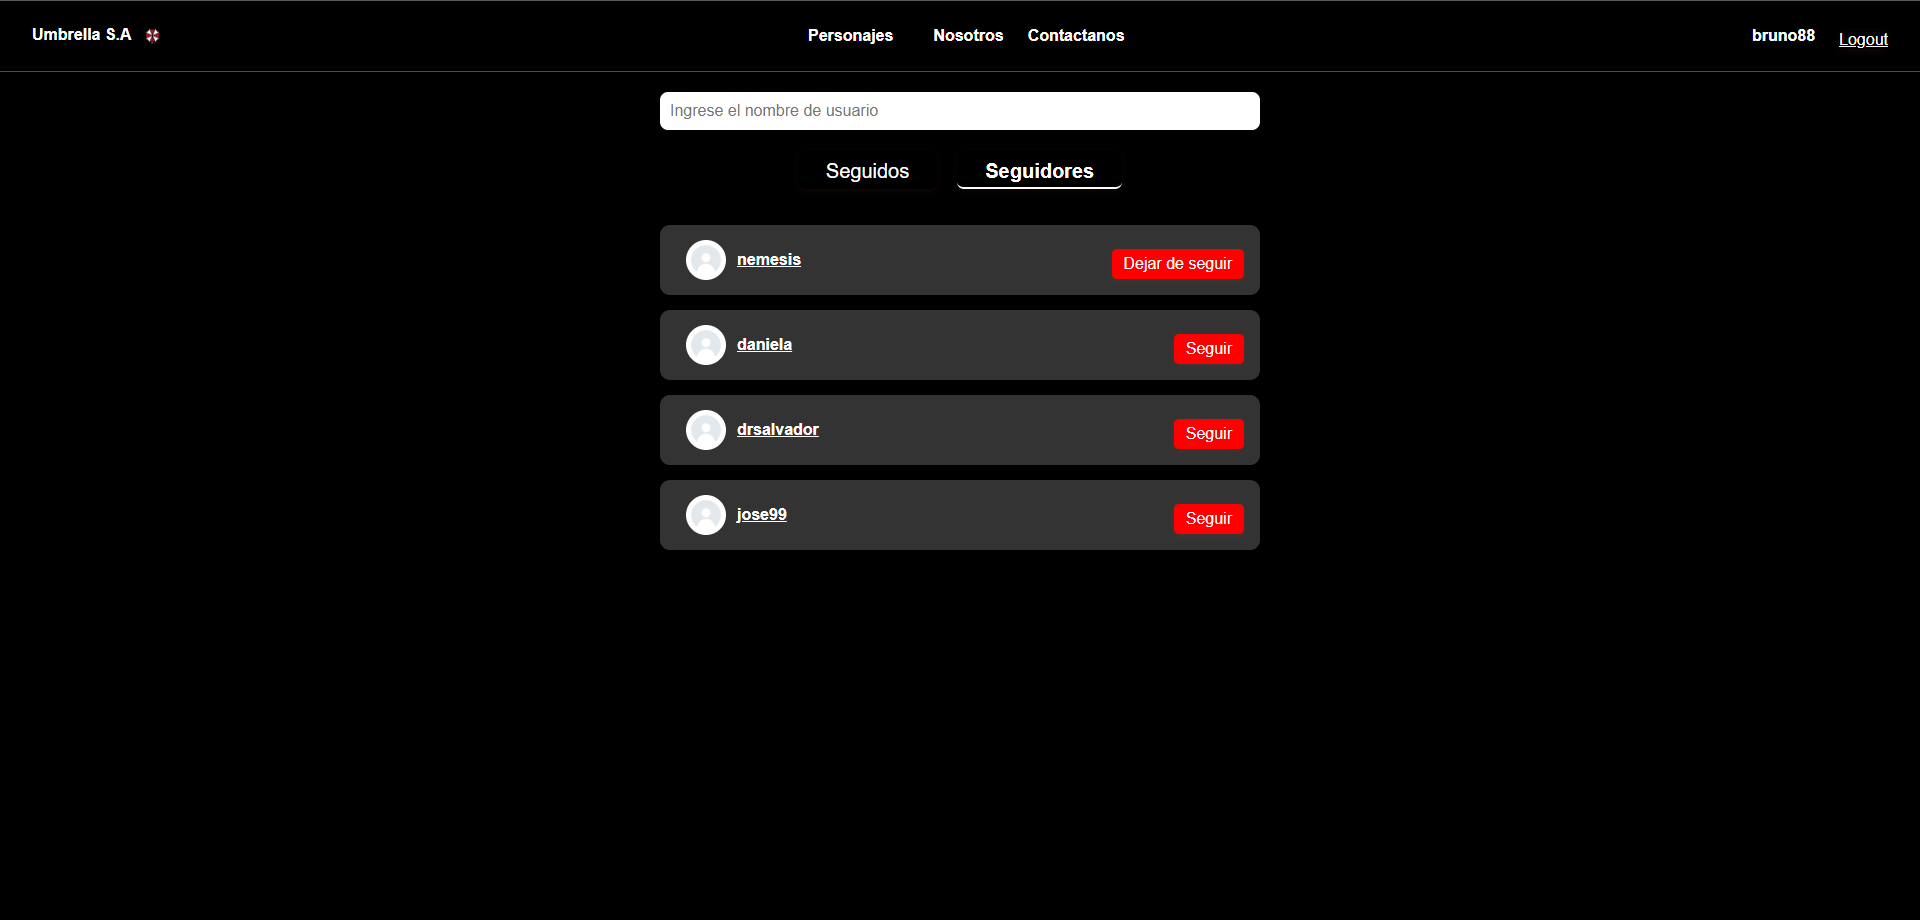 Umbrella S.A
Personajes Nosotros Contactanos
bruno88 Logout
Ingrese el nombre de usuario
Seguidos Seguidores
nemesis Dejar de seguir
daniela Seguir
drsalvador Seguir
jose99 Seguir